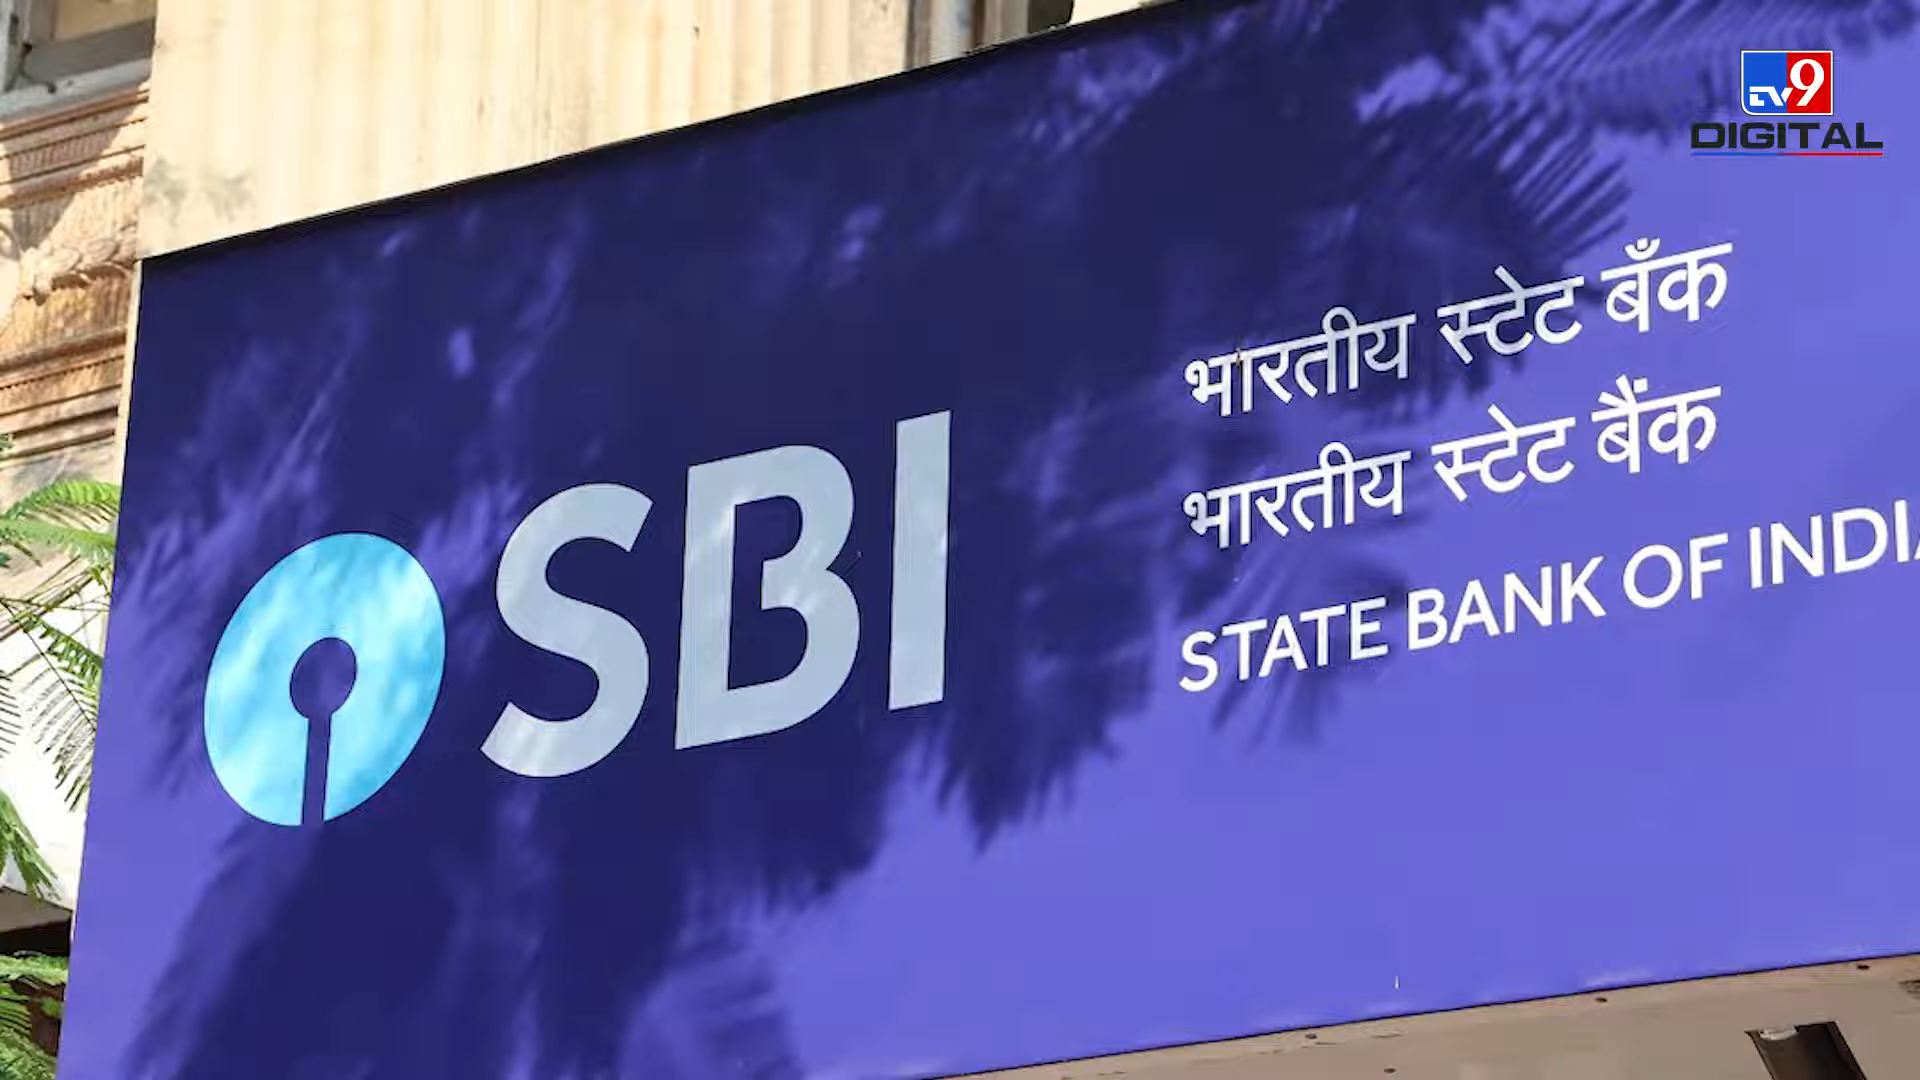 TV9
DIGITAL
SBI
भारतीय स्टेट बँक
भारतीय स्टेट बैंक
STATE BANK OF INDI